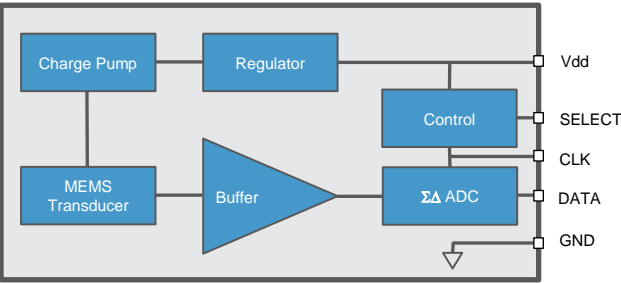 Charge Pump
Regulator
Vdd
Control
SELECT
CLK
MEMS
Transducer
Buffer
ΣΔ ADC
DATA
GND